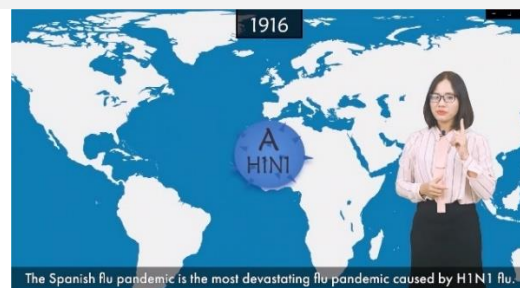 1916
A
H1N1
The Spanish flu pandemic is the most devastating flu pandemic caused by H1N1 flu.